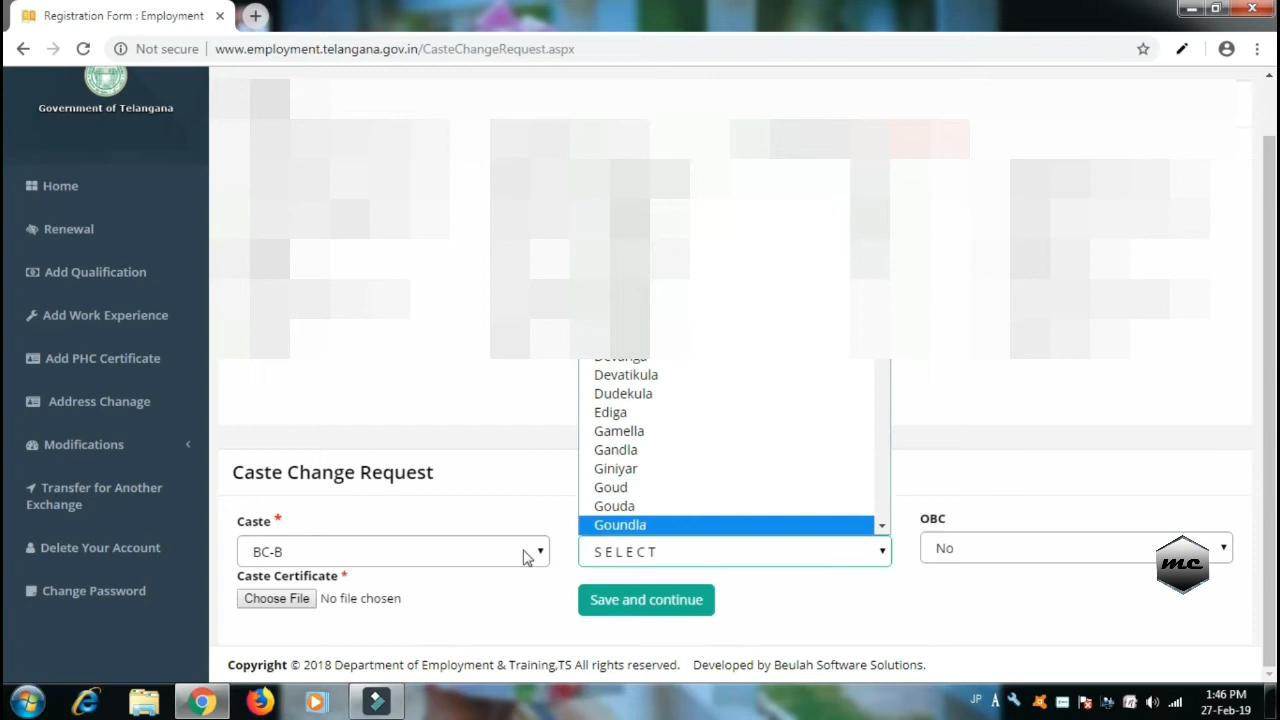 Registration Form : Employment
Not secure
www.employment.telangana.gov.in/CasteChangeRequest.aspx
Government of Telangana
Home
Renewal
Add Qualification
Add Work Experience
Add PHC Certificate
Address Chanage
Modifications
Transfer for Another
Exchange
Delete Your Account
Change Password
Devatikula
Dudekula
Ediga
Gamella
Gandla
Giniyar
Goud
Gouda
Goundla
Caste Change Request
Caste *
BC-B
SELECT
OBC
No
Caste Certificate *
Choose File No file chosen
Save and continue
mc
Copyright © 2018 Department of Employment & Training,TS All rights reserved. Developed by Beulah Software Solutions.
JP A
1:46 PM
27-Feb-19